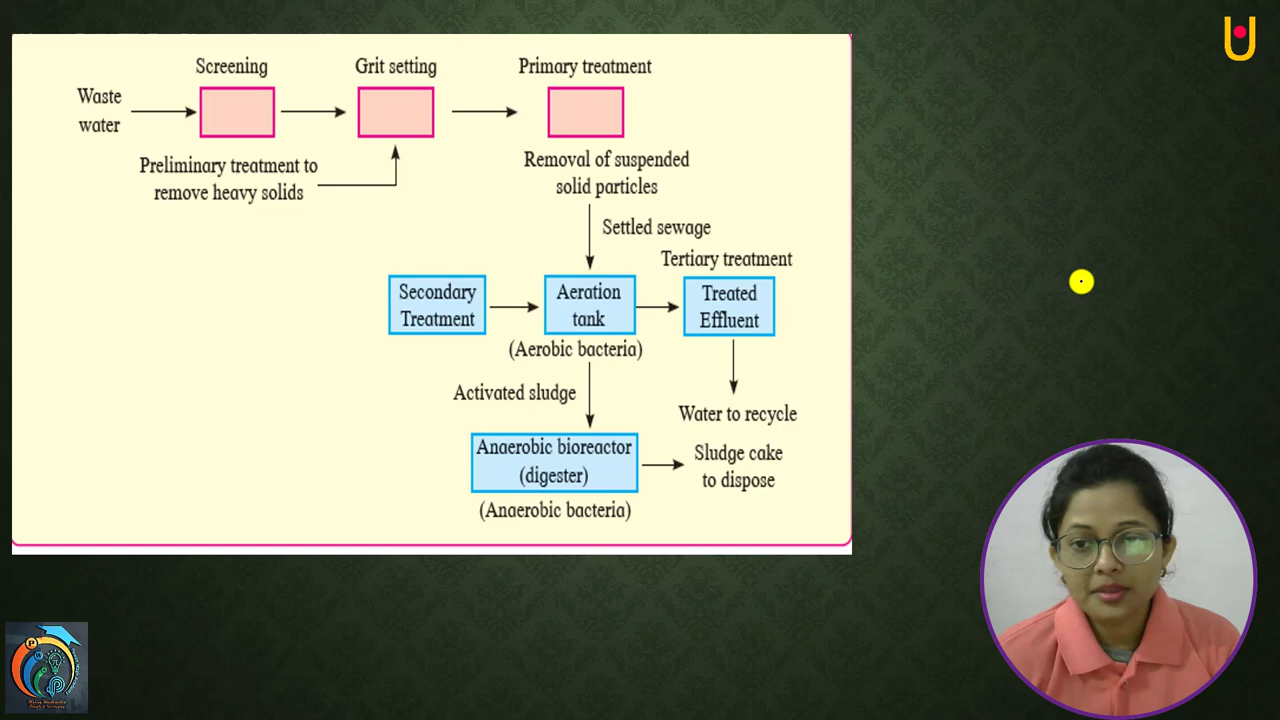 Screening
Grit setting
Primary treatment
Waste
water
Preliminary treatment to
remove heavy solids
Removal of suspended
solid particles
Settled sewage
Tertiary treatment
Secondary
Treatment
Aeration
tank
Treated
Effluent
(Aerobic bacteria)
Activated sludge
Water to recycle
Anaerobic bioreactor
(digester)
Sludge cake
to dispose
(Anaerobic bacteria)